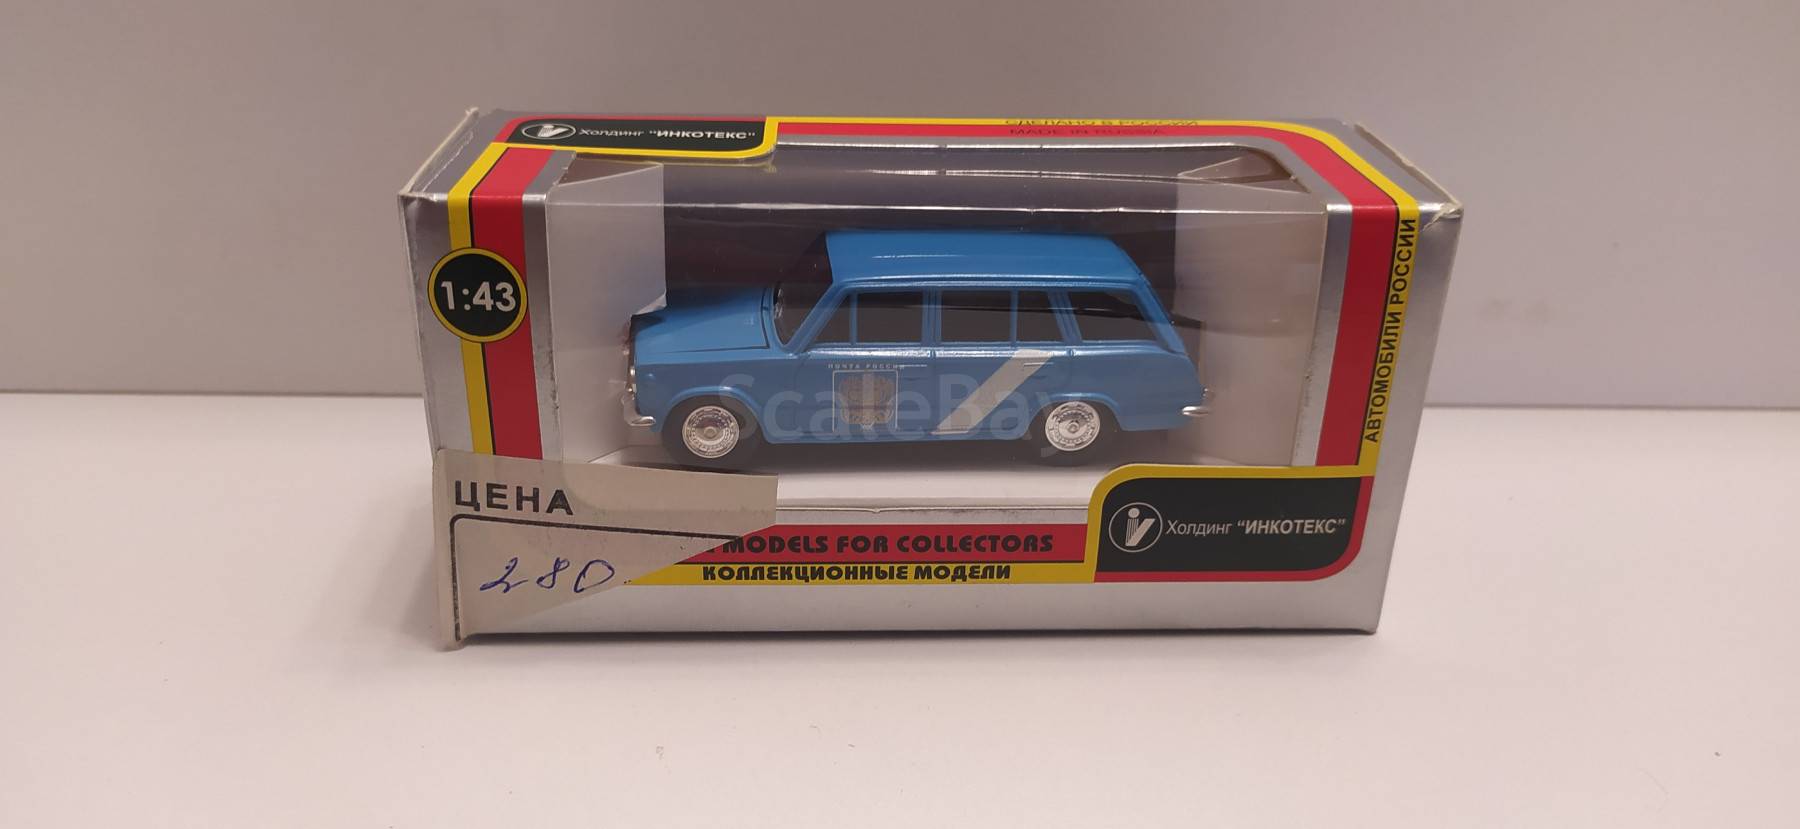 Холдинг "ИНКОТЕКС"
СДЕЛАНО В РОССИИ
MADE IN RUSSIA
1:43
АВТОМОБИЛИ РОССИИ
ПОЧТА РОССИИ
ScaleBay
ЦЕНА
280
Холдинг "ИНКОТЕКС"
MODELS FOR COLLECTORS
КОЛЛЕКЦИОННЫЕ МОДЕЛИ